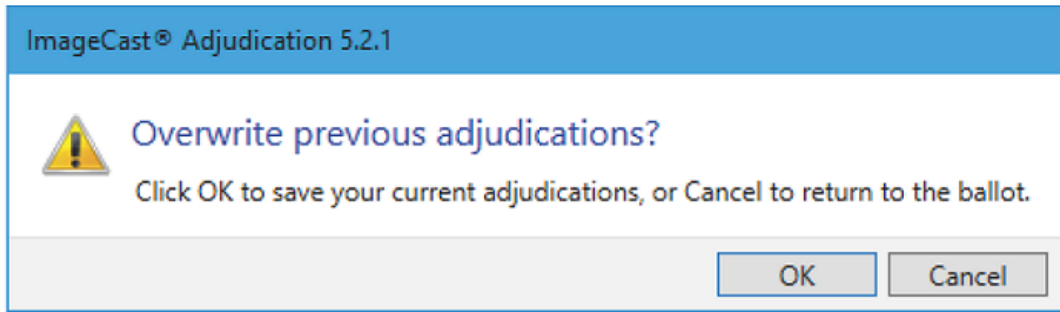 ImageCast® Adjudication 5.2.1
Overwrite previous adjudications?
Click OK to save your current adjudications, or Cancel to return to the ballot.
OK
Cancel